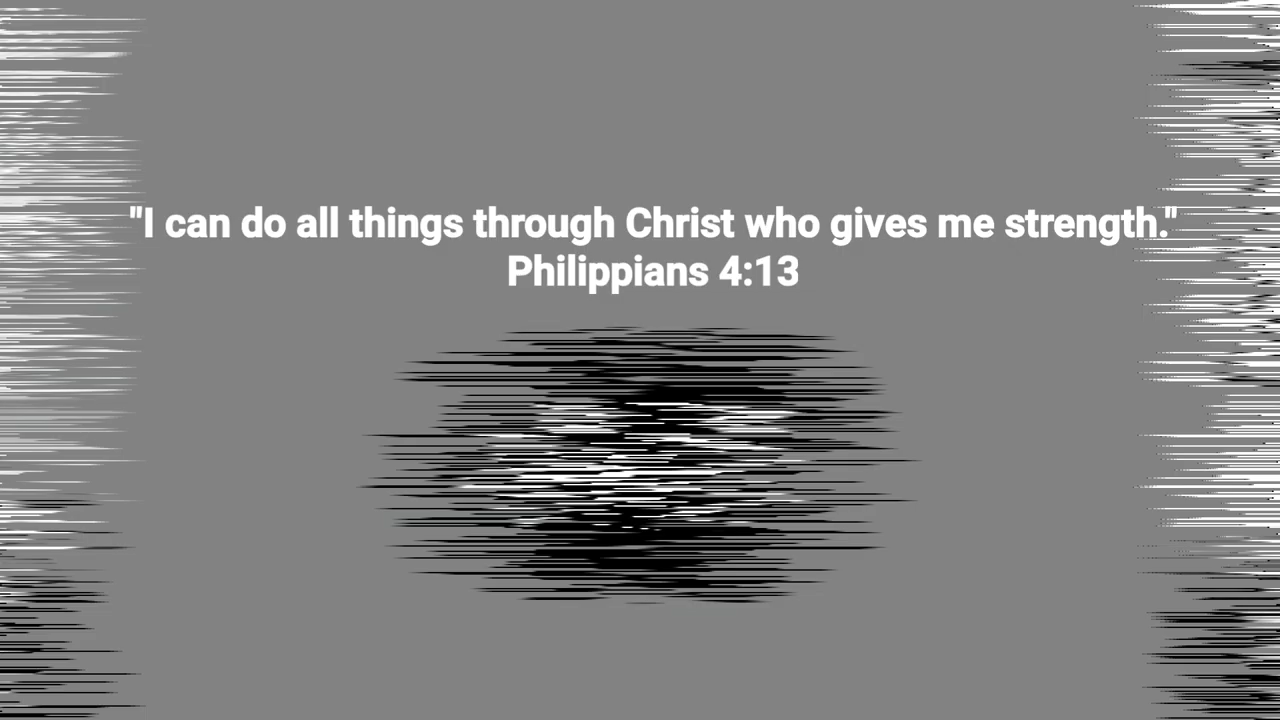 "I can do all things through Christ who gives me strength."
Philippians 4:13